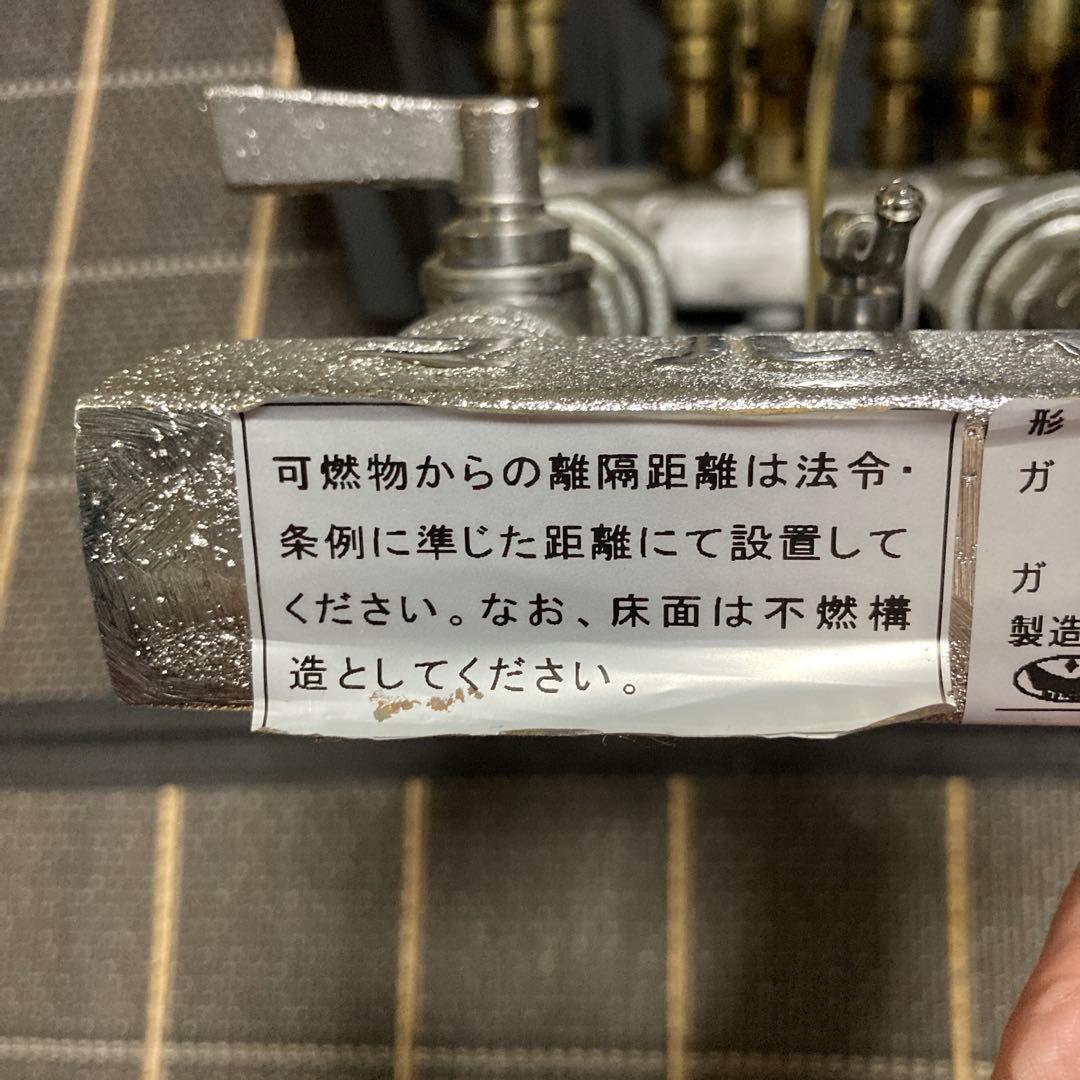 可燃物からの離隔距離は法令・
条例に準じた距離にて設置して
ください。なお、床面は不燃構
造としてください。
形
ガ
ガ
製造